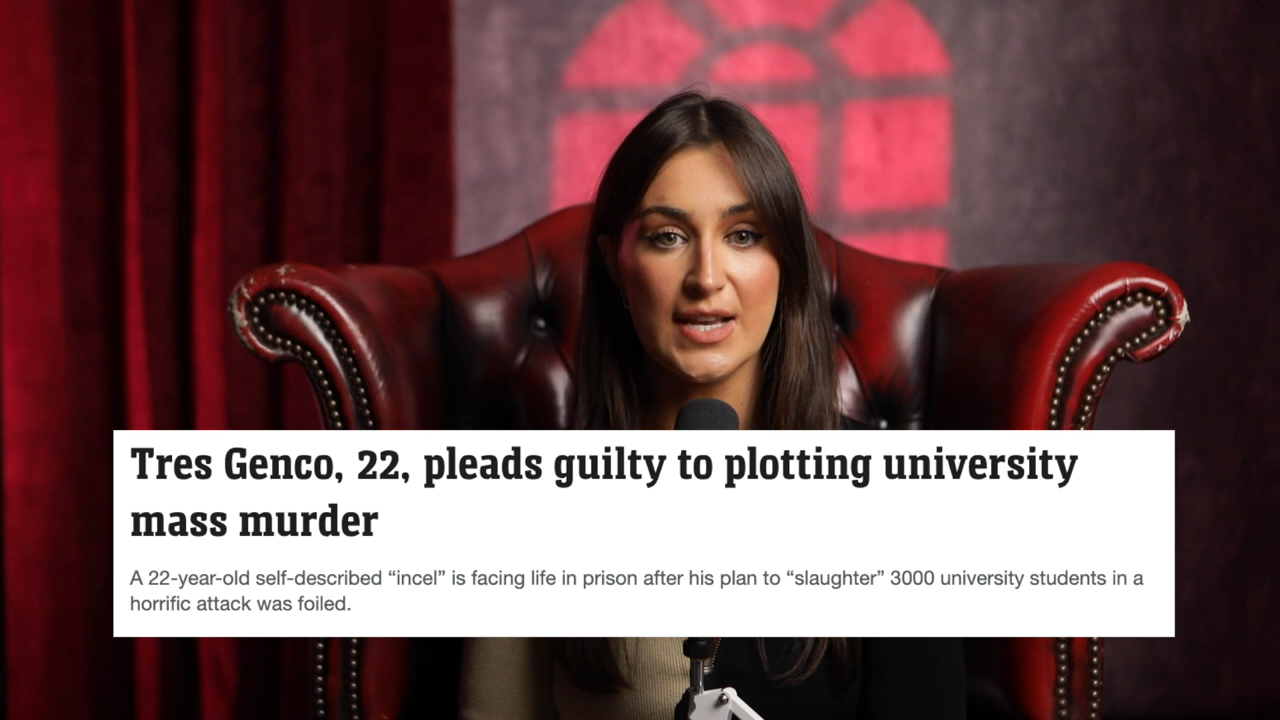 Tres Genco, 22, pleads guilty to plotting university
mass murder
A 22-year-old self-described “incel” is facing life in prison after his plan to “slaughter” 3000 university students in a
horrific attack was foiled.